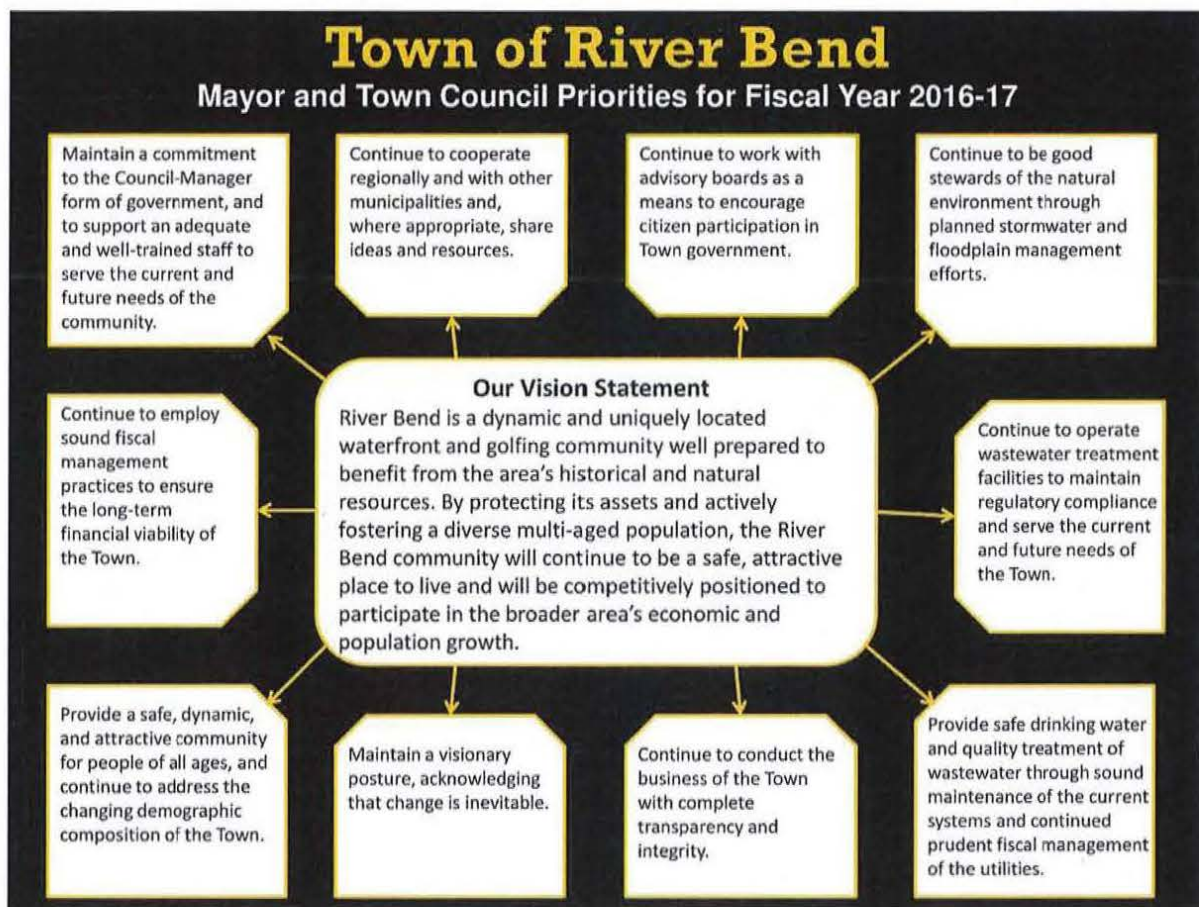 Town of River Bend
Mayor and Town Council Priorities for Fiscal Year 2016-17
Maintain a commitment
to the Council-Manager
form of government, and
to support an adequate
and well-trained staff to
serve the current and
future needs of the
community.
Continue to cooperate
regionally and with other
municipalities and,
where appropriate, share
ideas and resources.
Continue to work with
advisory boards as a
means to encourage
citizen participation in
Town government.
Continue to be good
stewards of the natural
environment through
planned stormwater and
floodplain management
efforts.
Continue to employ
sound fiscal
management
practices to ensure
the long-term
financial viability of
the Town.
Our Vision Statement
River Bend is a dynamic and uniquely located
waterfront and golfing community well prepared to
benefit from the area's historical and natural
resources. By protecting its assets and actively
fostering a diverse multi-aged population, the River
Bend community will continue to be a safe, attractive
place to live and will be competitively positioned to
participate in the broader area's economic and
population growth.
Continue to operate
wastewater treatment
facilities to maintain
regulatory compliance
and serve the current
and future needs of
the Town.
Provide a safe, dynamic,
and attractive community
for people of all ages, and
continue to address the
changing demographic
composition of the Town.
Maintain a visionary
posture, acknowledging
that change is inevitable.
Continue to conduct the
business of the Town
with complete
transparency and
integrity.
Provide safe drinking water
and quality treatment of
wastewater through sound
maintenance of the current
systems and continued
prudent fiscal management
of the utilities.